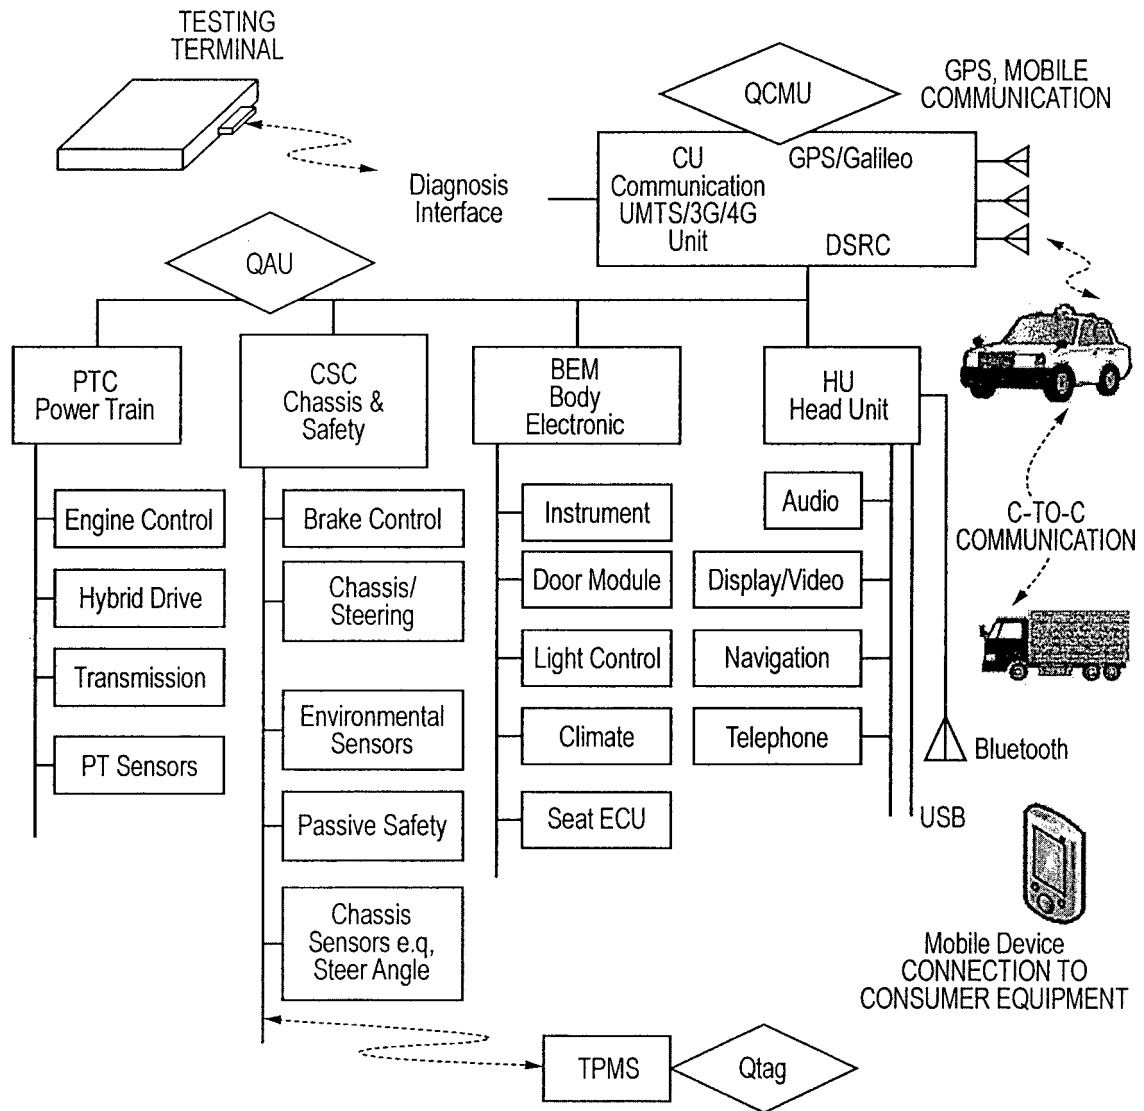 TESTING
TERMINAL
QCMU
GPS, MOBILE
COMMUNICATION
CU
Communication
UMTS/3G/4G
Unit
GPS/Galileo
DSRC
Diagnosis
Interface
QAU
PTC
Power Train
CSC
Chassis &
Safety
BEM
Body
Electronic
HU
Head Unit
Engine Control
Hybrid Drive
Transmission
PT Sensors
Brake Control
Chassis/
Steering
Environmental
Sensors
Passive Safety
Chassis
Sensors e.q,
Steer Angle
Instrument
Door Module
Light Control
Climate
Seat ECU
Audio
Display/Video
Navigation
Telephone
C-TO-C
COMMUNICATION
Bluetooth
USB
Mobile Device
CONNECTION TO
CONSUMER EQUIPMENT
TPMS
Qtag